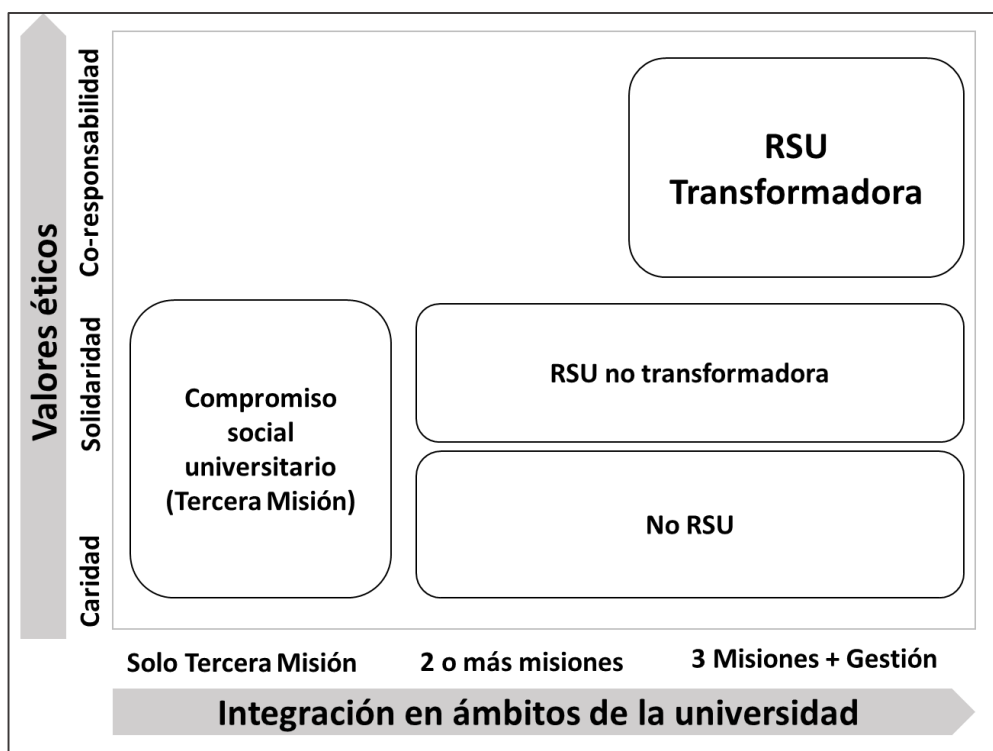 Valores éticos
Co-responsabilidad
Solidaridad
Caridad
RSU
Transformadora
Compromiso
social
universitario
(Tercera Misión)
RSU no transformadora
No RSU
Solo Tercera Misión
2 o más misiones
3 Misiones + Gestión
Integración en ámbitos de la universidad